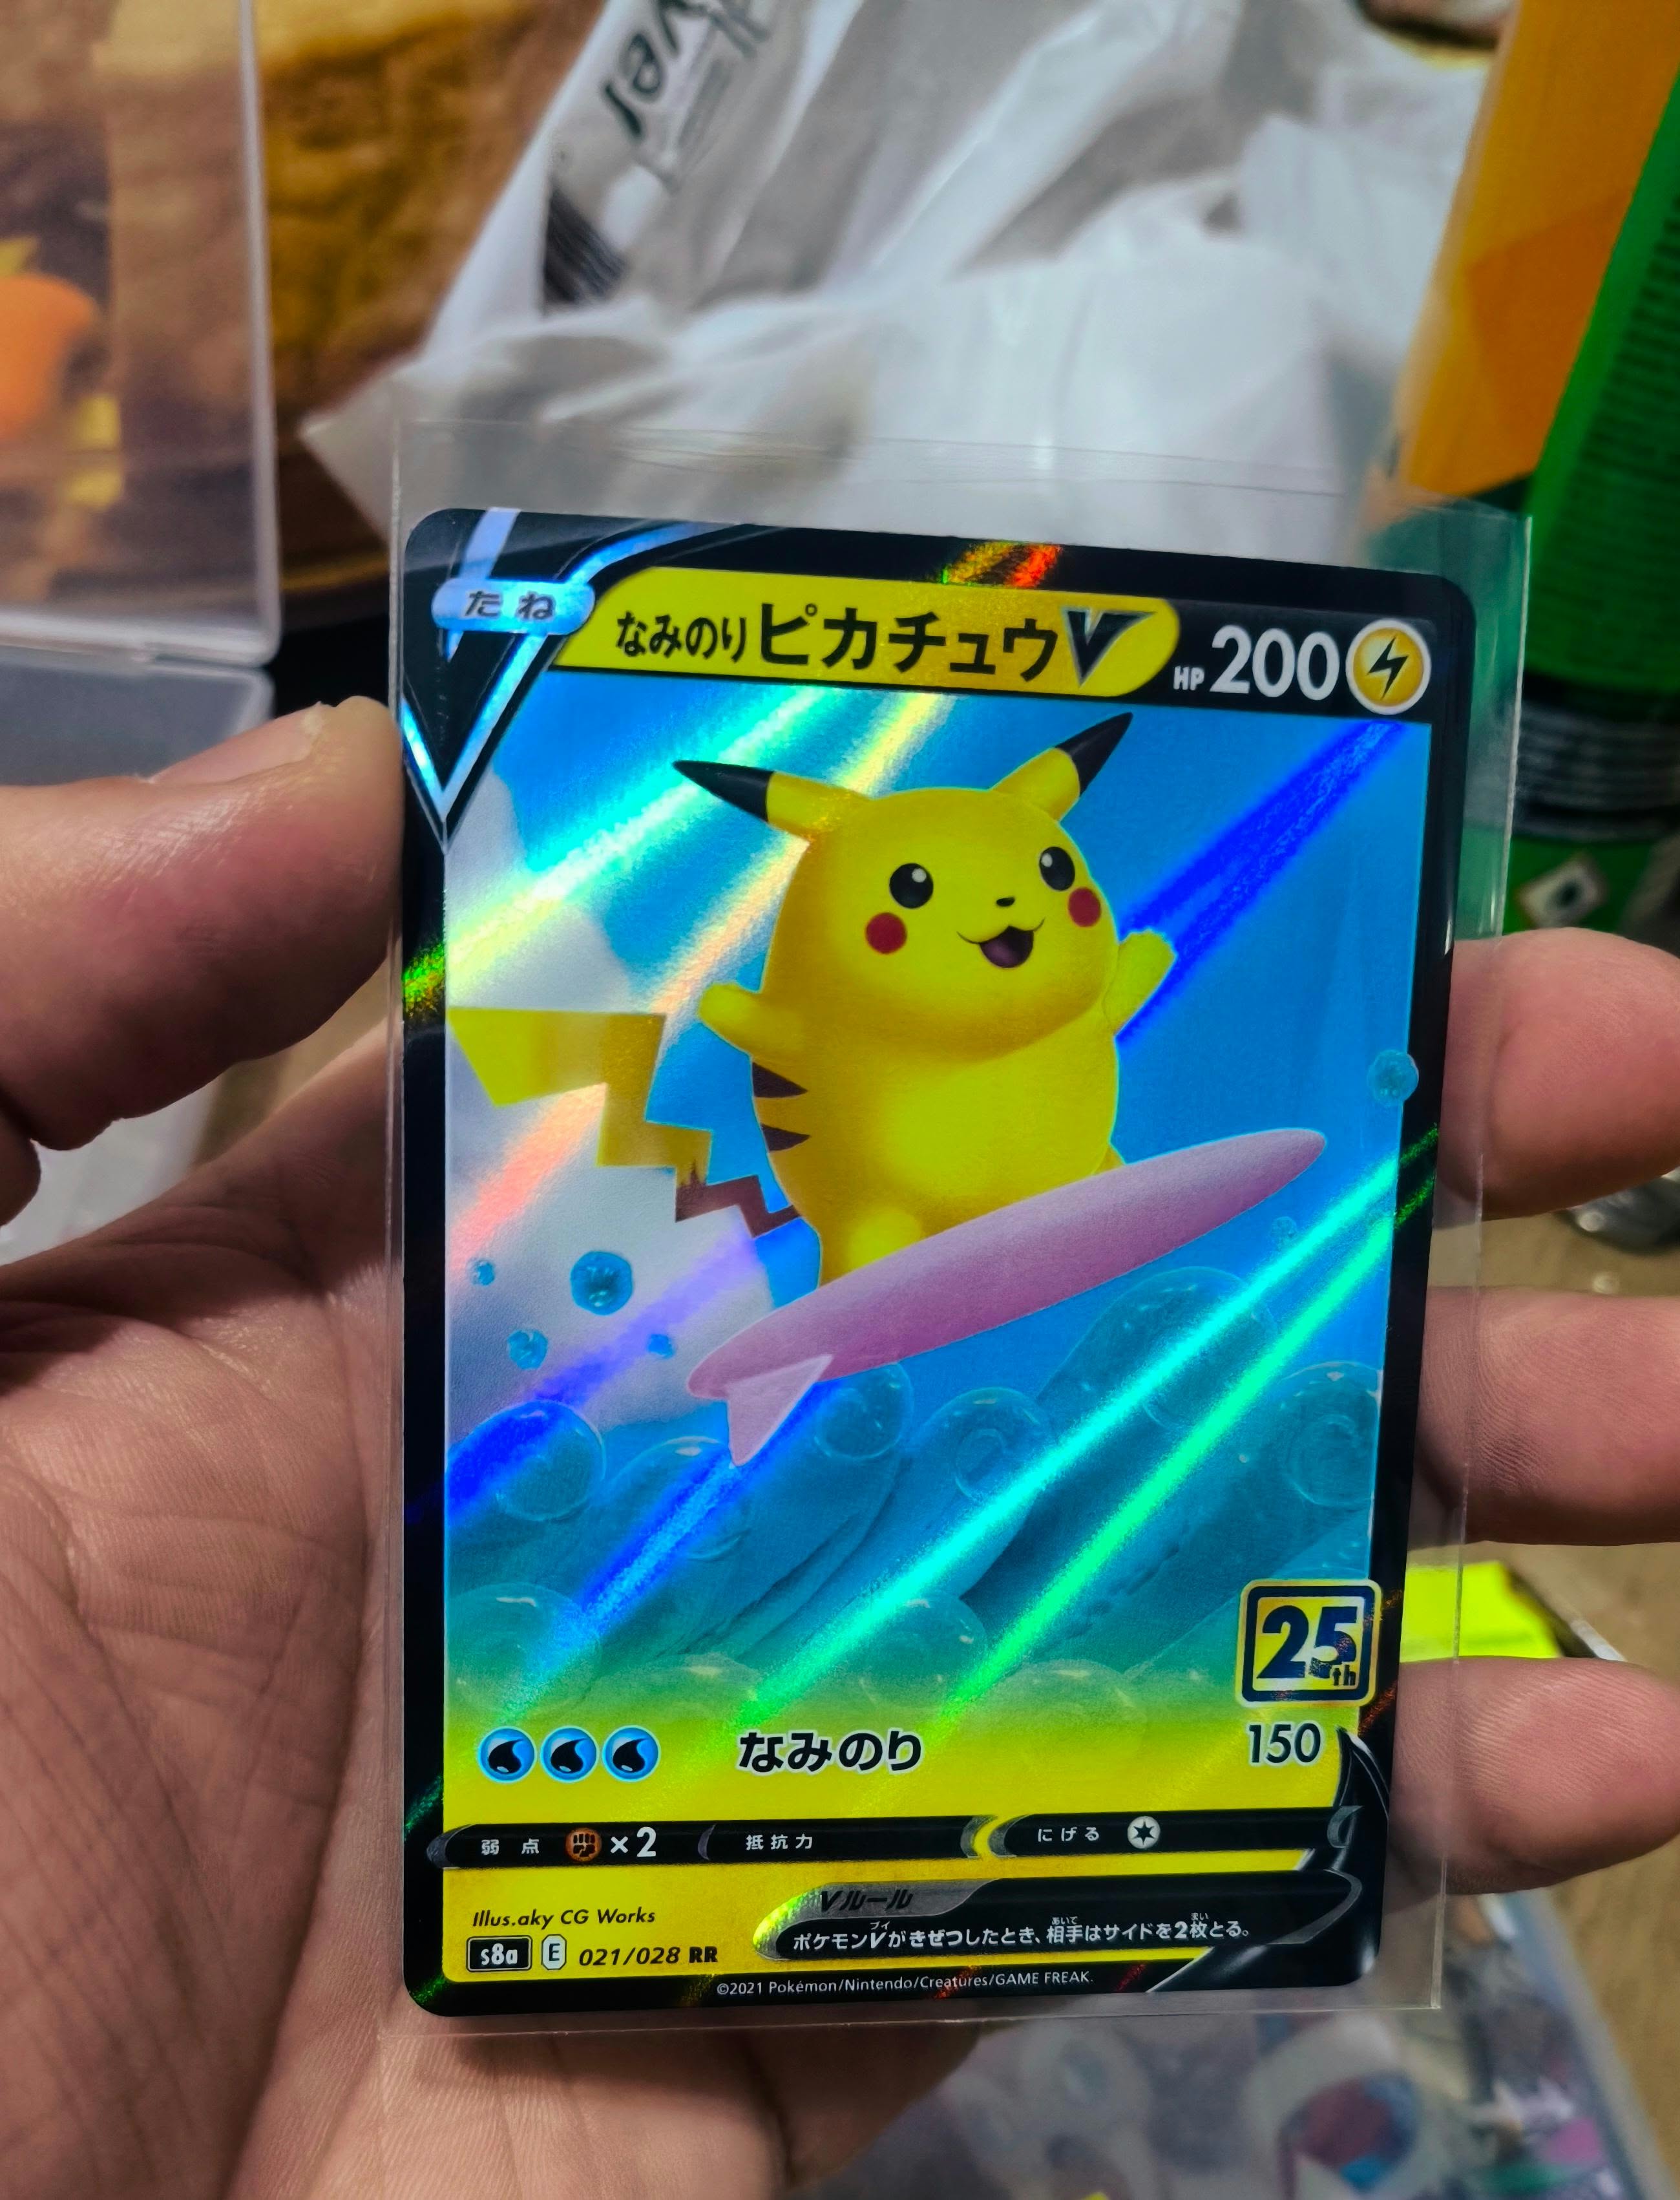 ver
たね
なみのりピカチュウV
HP200
25th
なみのり 150
弱点 ×2 抵抗力 にげる
Illus.aky CG Works
Vルール
ポケモンVがきぜつしたとき、相手はサイドを2枚とる。
s8a E 021/028 RR
©2021 Pokémon/Nintendo/Creatures/GAME FREAK.